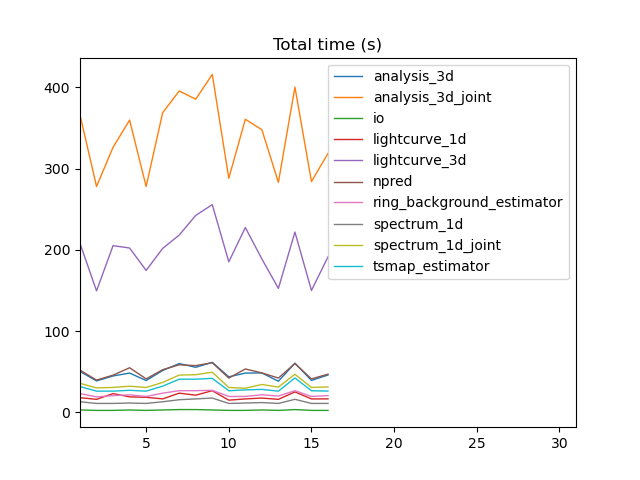 Total time (s)
400
300
200
100
0
5
10
15
20
25
30
analysis_3d
analysis_3d_joint
io
lightcurve_1d
lightcurve_3d
npred
ring_background_estimator
spectrum_1d
spectrum_1d_joint
tsmap_estimator